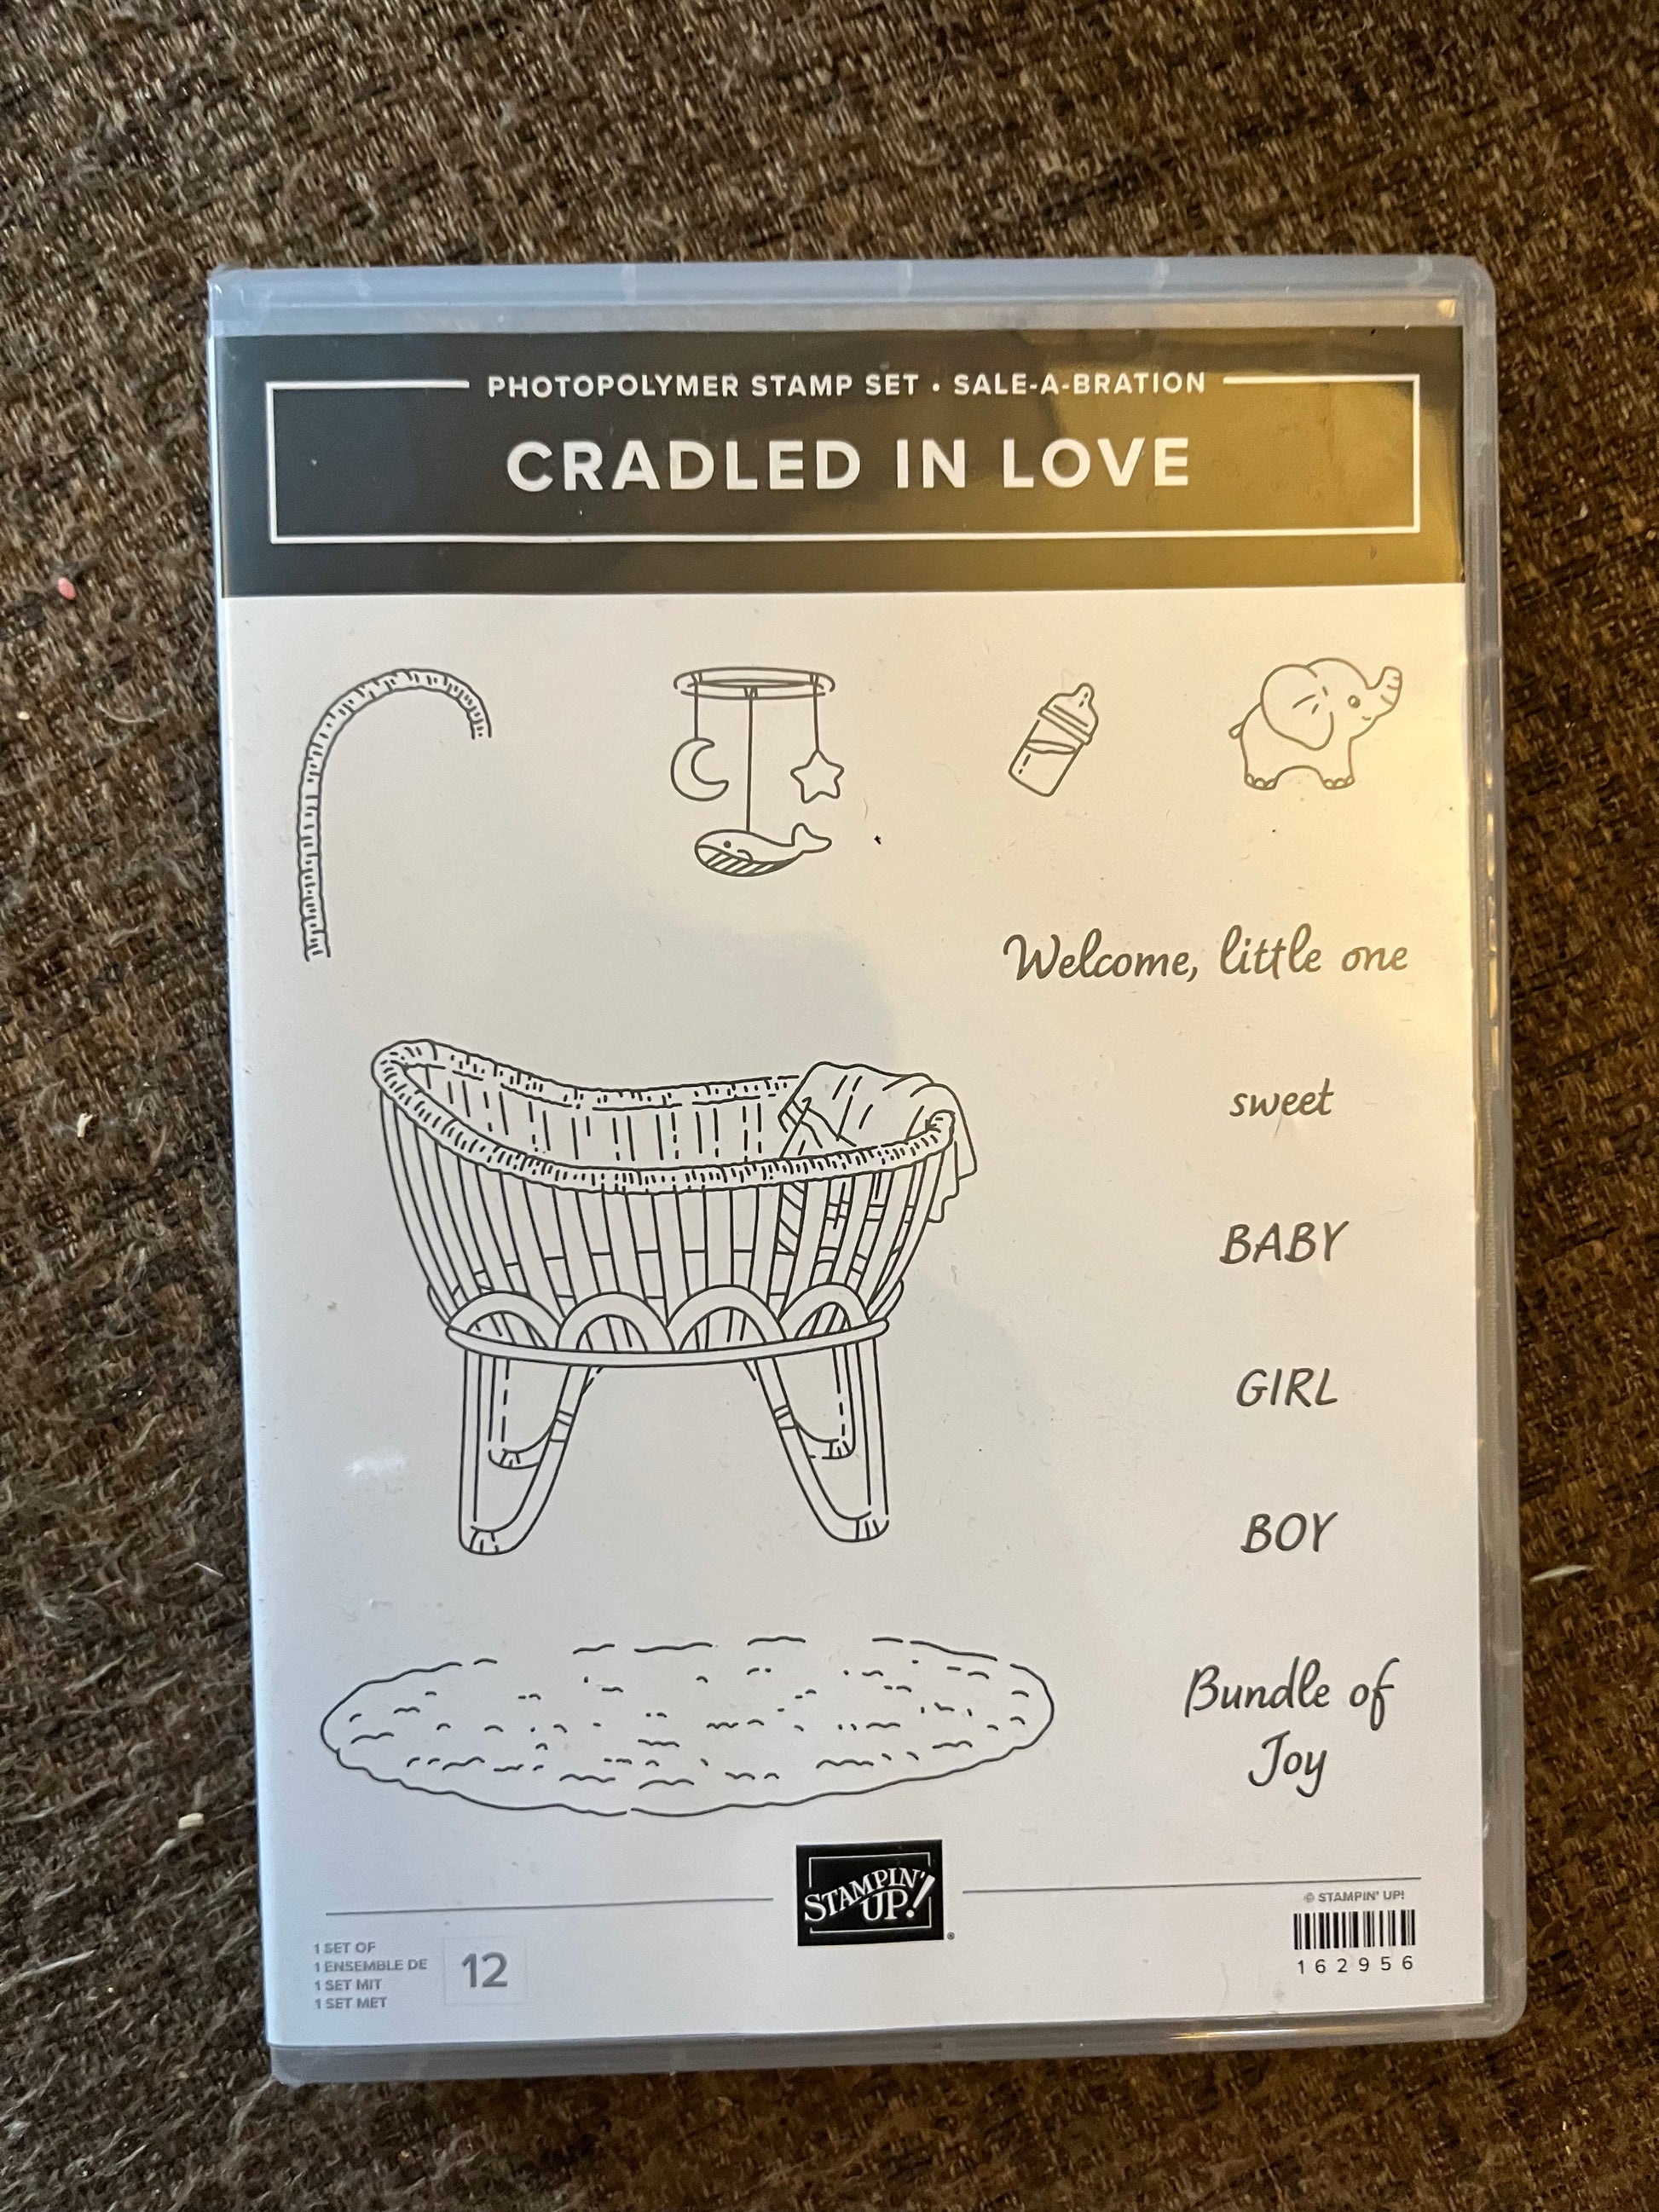 PHOTOPOLYMER STAMP SET • SALE-A-BRATION
CRADLED IN LOVE
Welcome, little one
sweet
BABY
GIRL
BOY
Bundle of
Joy
STAMPIN'
UP!®
© STAMPIN' UP!
162956
1 SET OF
1 ENSEMBLE DE
1 SET MIT
1 SET MET
12